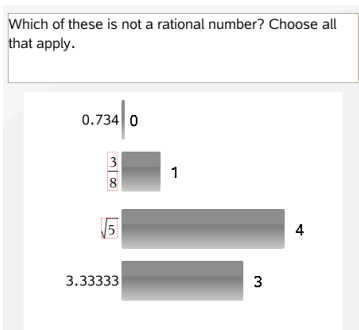 Which of these is not a rational number? Choose all
that apply.
0.734 0
3/8 1
√5 4
3.33333 3